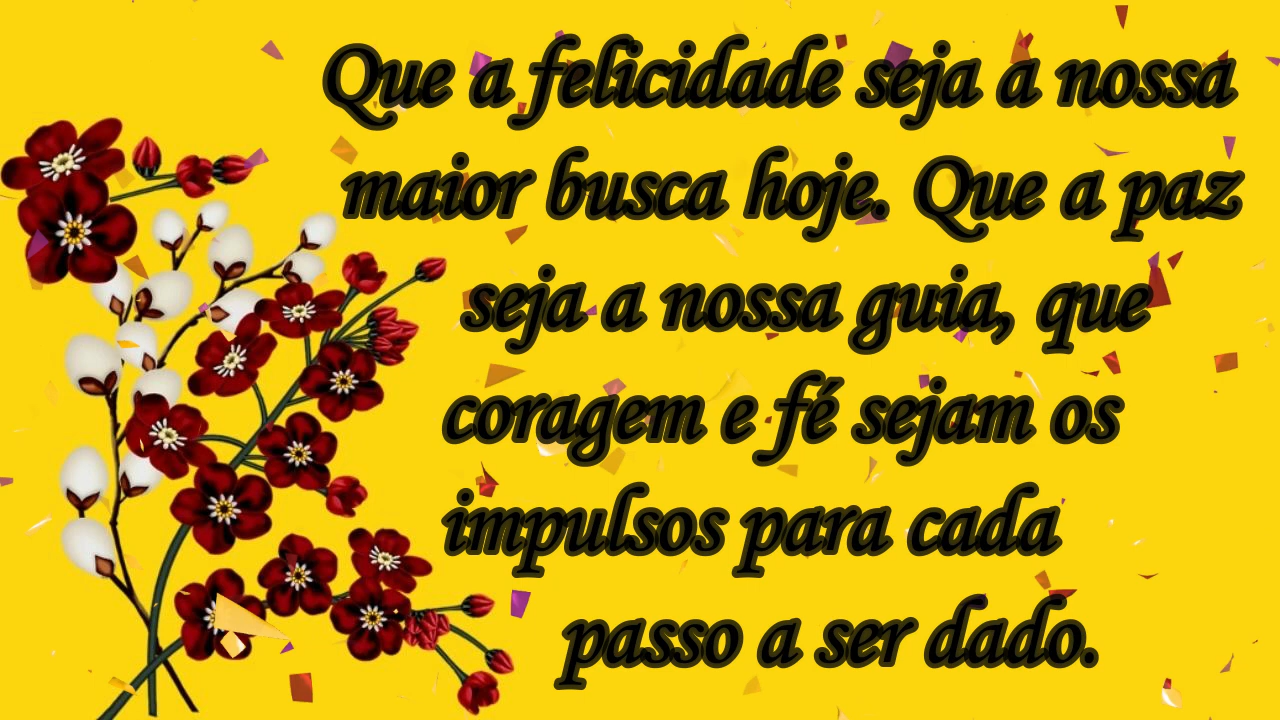 Que a felicidade seja a nossa
maior busca hoje. Que a paz
seja a nossa guia, que
coragem e fé sejam os
impulsos para cada
passo a ser dado.